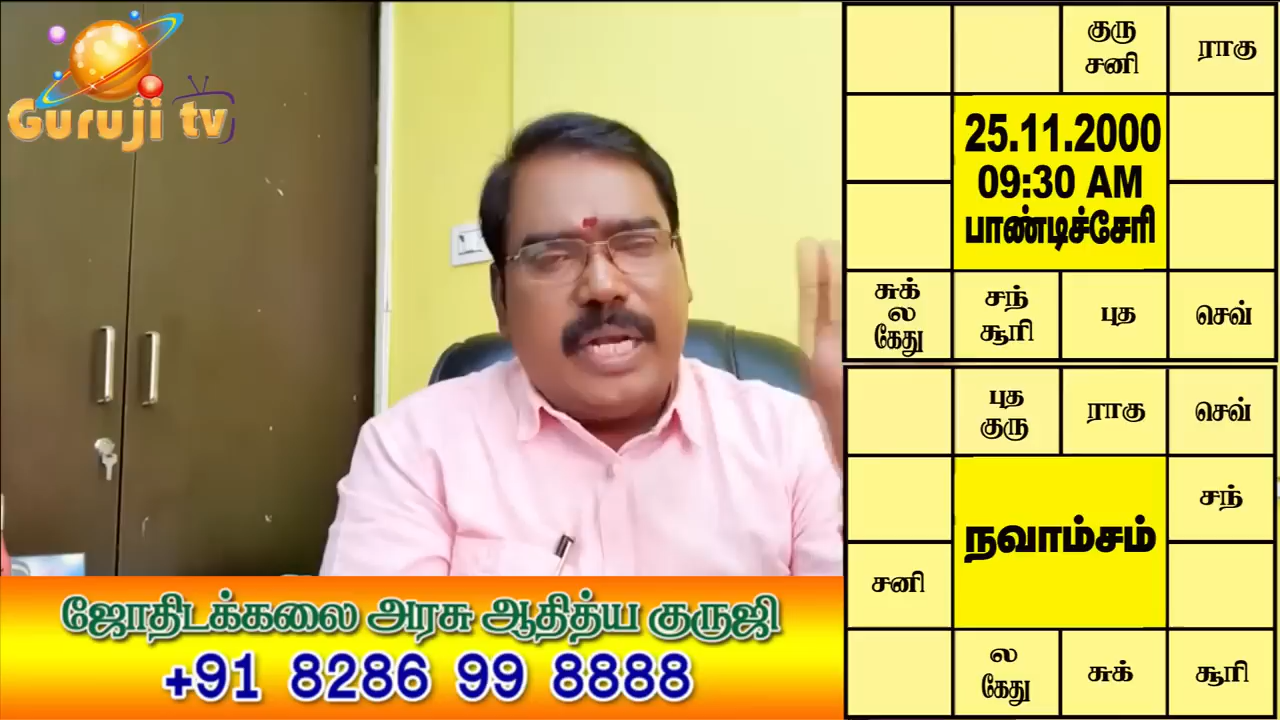 Guruji tv
குரு
சனி
ராகு
25.11.2000
09:30 AM
பாண்டிச்சேரி
சுக்
ல
கேது
சந்
சூரி
புத
செவ்
புத
குரு
ராகு
செவ்
சந்
நவாம்சம்
சனி
ல
கேது
சுக்
சூரி
ஜோதிடக்கலை அரசு ஆதித்ய குருஜி
+91 8286 99 8888